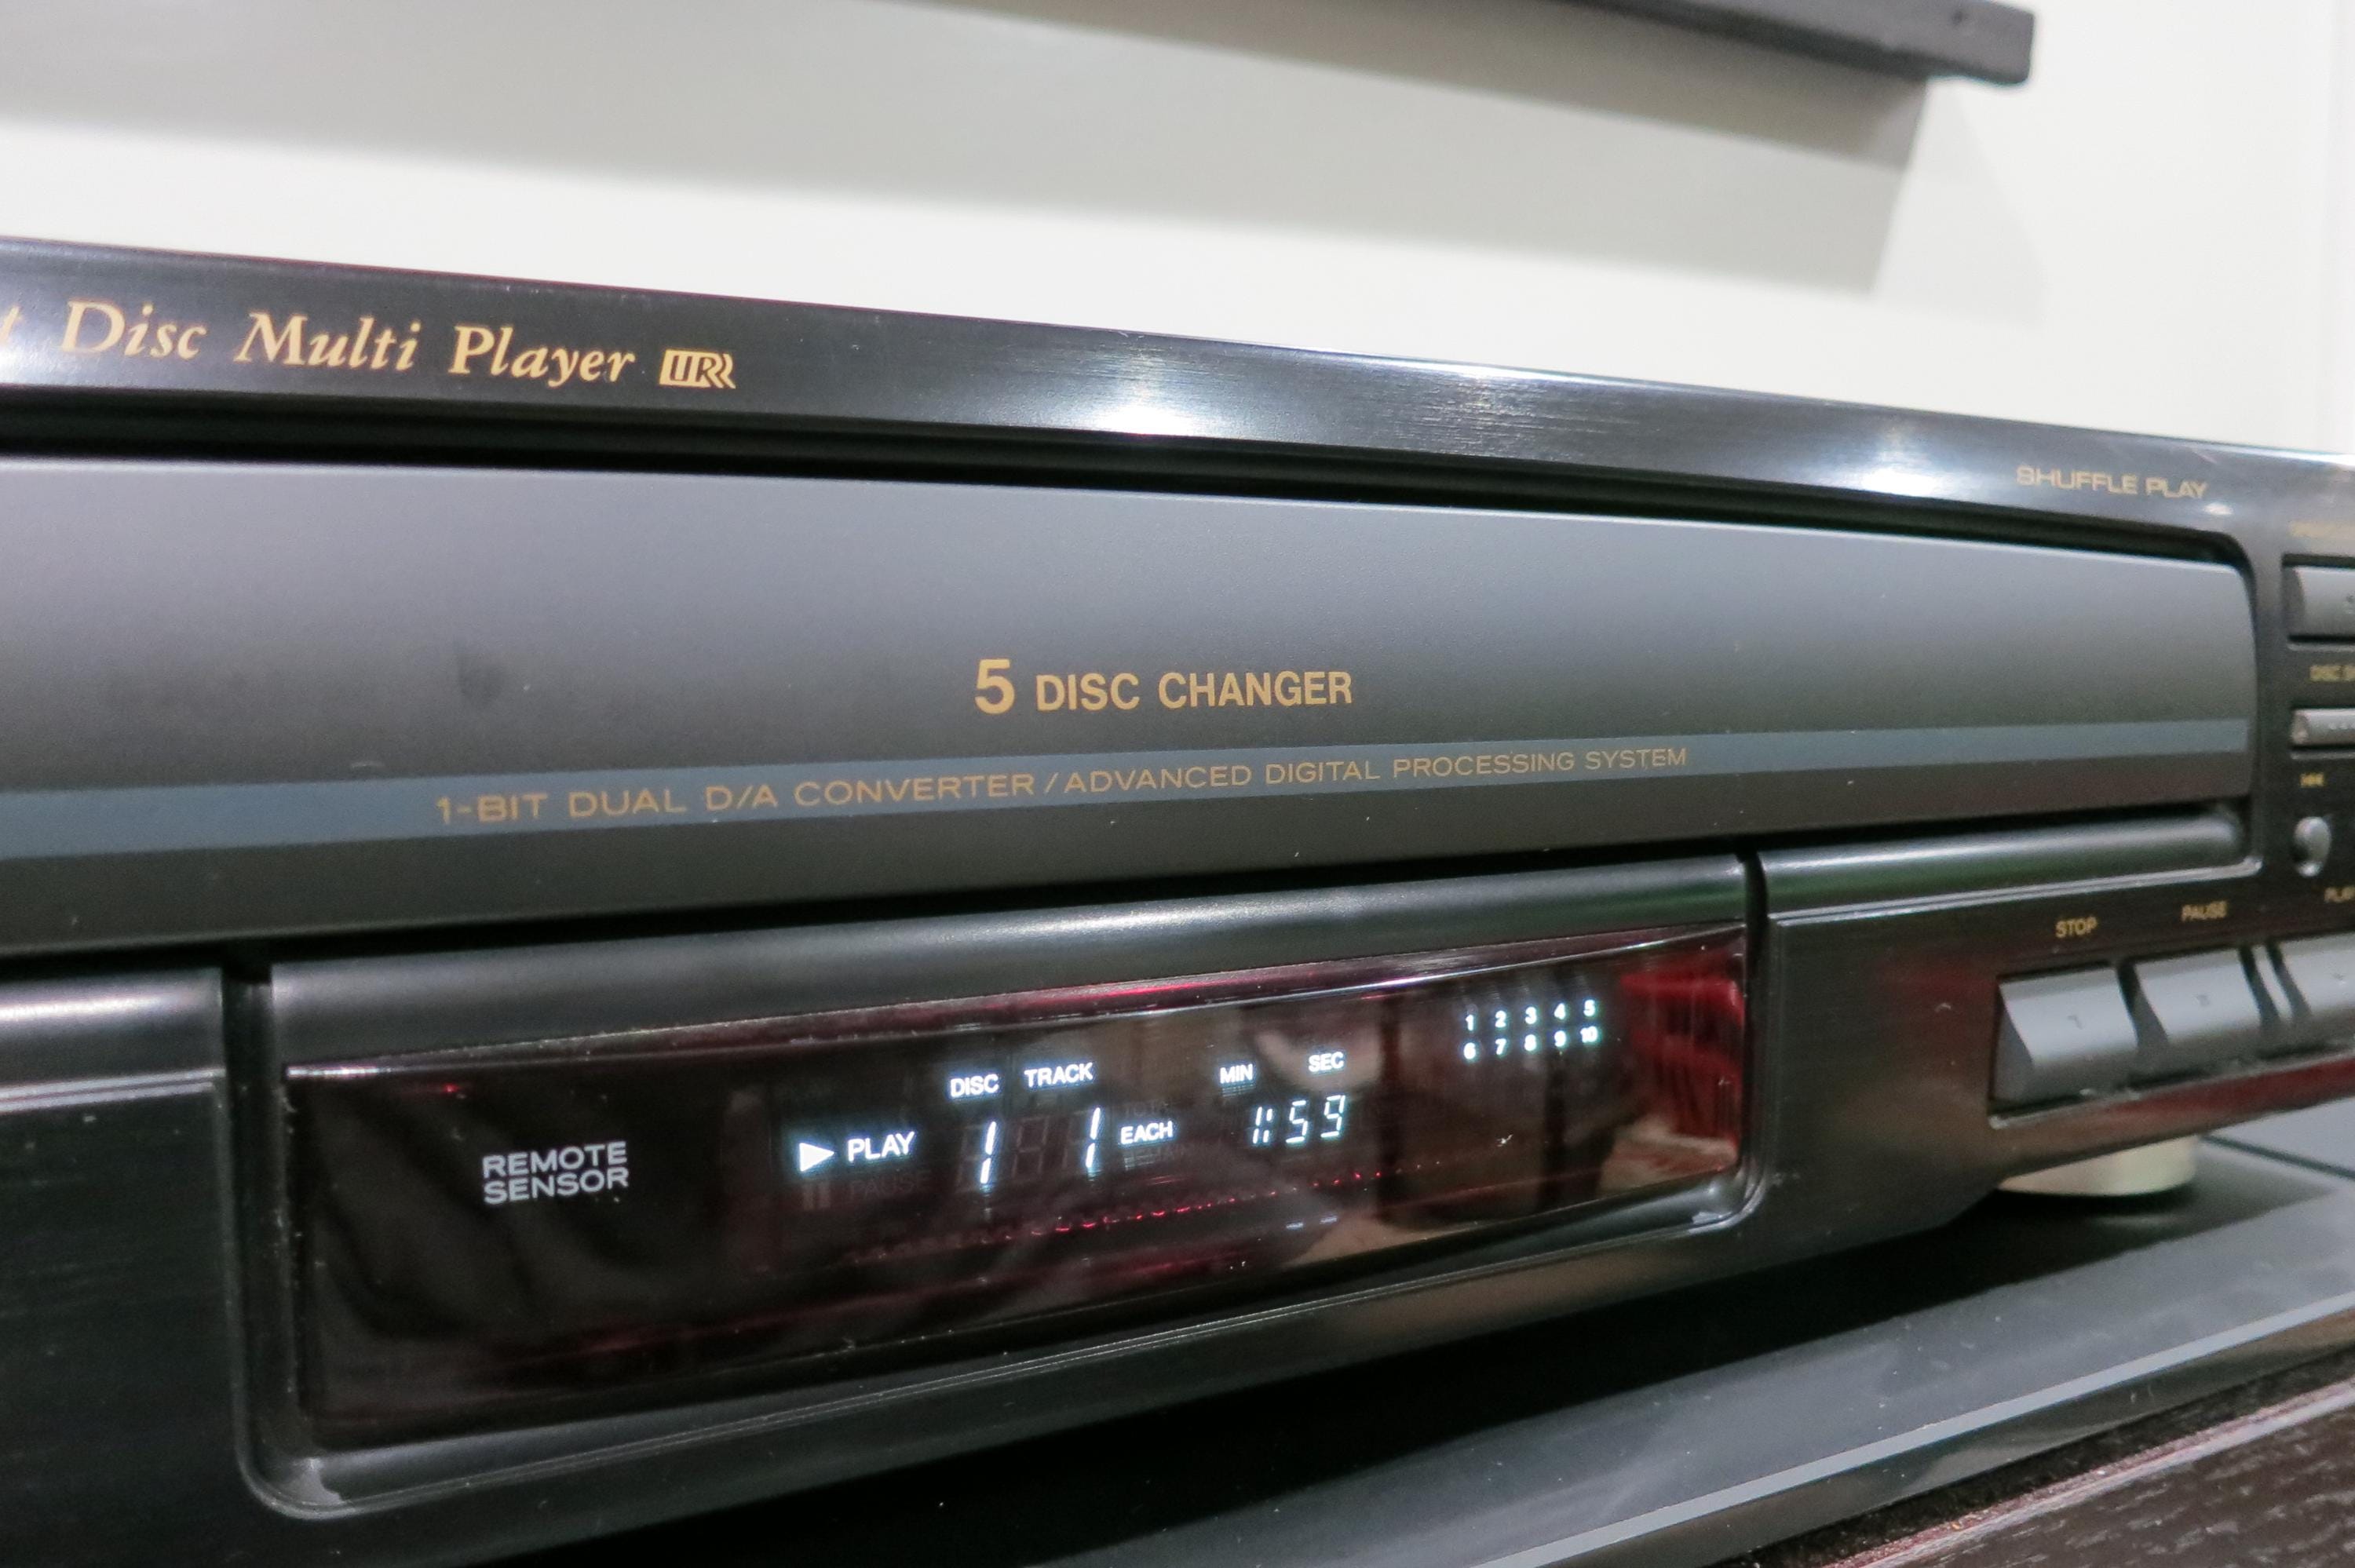 Disc Multi Player
SHUFFLE PLAY
5 DISC CHANGER
1-BIT DUAL D/A CONVERTER / ADVANCED DIGITAL PROCESSING SYSTEM
STOP
PAUSE
REMOTE
SENSOR
DISC TRACK MIN SEC
PLAY 1 1 EACH 1:59
PAUSE
1 2 3 4 5
6 7 8 9 10